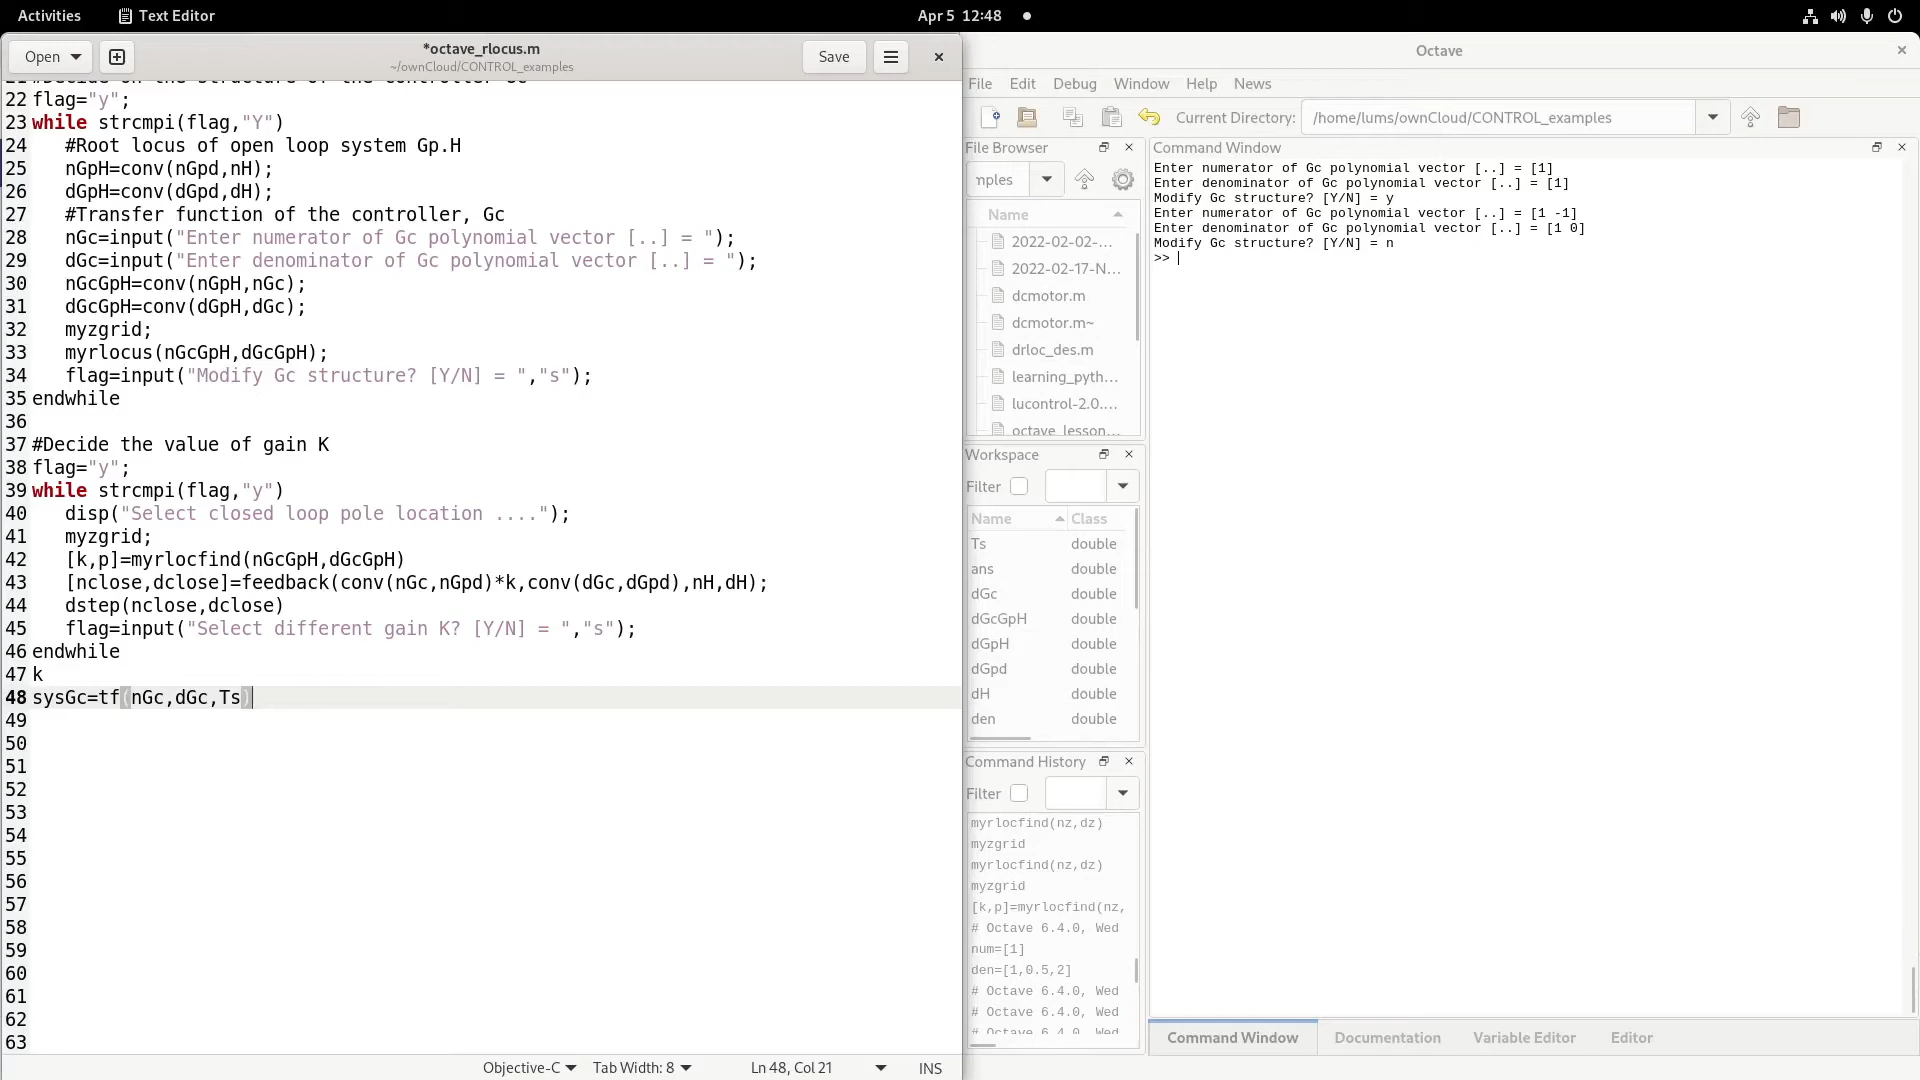 Activities
Text Editor
Apr 5 12:48
Open
*octave_rlocus.m
~/ownCloud/CONTROL_examples
Save
22 flag="y";
23 while strcmpi(flag,"Y")
24 #Root locus of open loop system Gp.H
25 nGpH=conv(nGpd,nH);
26 dGpH=conv(dGpd,dH);
27 #Transfer function of the controller, Gc
28 nGc=input("Enter numerator of Gc polynomial vector [..] = ");
29 dGc=input("Enter denominator of Gc polynomial vector [..] = ");
30 nGcGpH=conv(nGpH,nGc);
31 dGcGpH=conv(dGpH,dGc);
32 myzgrid;
33 myrlocus(nGcGpH,dGcGpH);
34 flag=input("Modify Gc structure? [Y/N] = ","s");
35 endwhile
36
37 #Decide the value of gain K
38 flag="y";
39 while strcmpi(flag,"y")
40 disp("Select closed loop pole location ....");
41 myzgrid;
42 [k,p]=myrlocfind(nGcGpH,dGcGpH)
43 [nclose,dclose]=feedback(conv(nGc,nGpd)*k,conv(dGc,dGpd),nH,dH);
44 dstep(nclose,dclose)
45 flag=input("Select different gain K? [Y/N] = ","s");
46 endwhile
47 k
48 sysGc=tf(nGc,dGc,Ts)
49
50
51
52
53
54
55
56
57
58
59
60
61
62
63
Objective-C
Tab Width: 8
Ln 48, Col 21
INS
Octave
File Edit Debug Window Help News
Current Directory:
/home/lums/ownCloud/CONTROL_examples
File Browser
mples
Name
2022-02-02-...
2022-02-17-N...
dcmotor.m
dcmotor.m~
drloc_des.m
learning_pyth...
lucontrol-2.0....
octave_lesson...
Workspace
Filter
Name Class
Ts double
ans double
dGc double
dGcGpH double
dGpH double
dGpd double
dH double
den double
Command History
Filter
myrlocfind(nz,dz)
myzgrid
myrlocfind(nz,dz)
myzgrid
[k,p]=myrlocfind(nz,
# Octave 6.4.0, Wed
num=[1]
den=[1,0.5,2]
# Octave 6.4.0, Wed
# Octave 6.4.0, Wed
# Octave 6.4.0, Wed
Command Window
Enter numerator of Gc polynomial vector [..] = [1]
Enter denominator of Gc polynomial vector [..] = [1]
Modify Gc structure? [Y/N] = y
Enter numerator of Gc polynomial vector [..] = [1 -1]
Enter denominator of Gc polynomial vector [..] = [1 0]
Modify Gc structure? [Y/N] = n
>>
Command Window
Documentation
Variable Editor
Editor